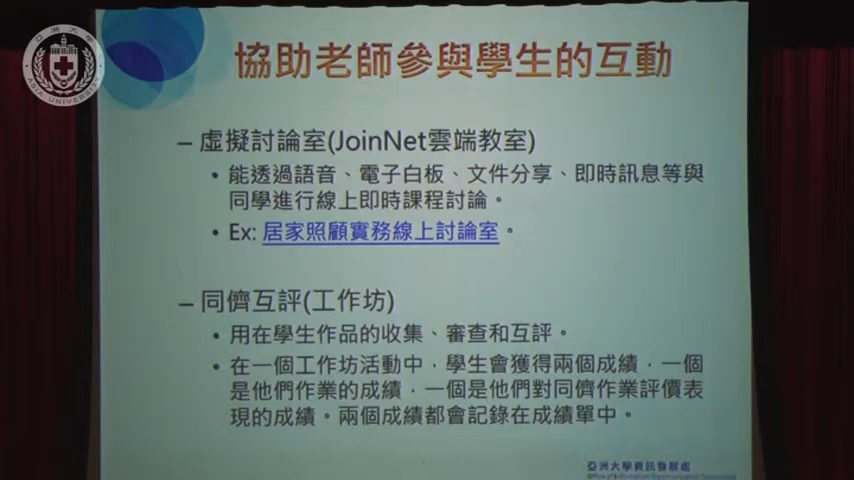 亞洲大學
ASIA UNIVERSITY
協助老師參與學生的互動
– 虛擬討論室(JoinNet雲端教室)
• 能透過語音、電子白板、文件分享、即時訊息等與
同學進行線上即時課程討論。
• Ex: 居家照顧實務線上討論室。
– 同儕互評(工作坊)
• 用在學生作品的收集、審查和互評。
• 在一個工作坊活動中，學生會獲得兩個成績，一個
是他們作業的成績，一個是他們對同儕作業評價表
現的成績。兩個成績都會記錄在成績單中。
亞洲大學資訊發展處
Office of Information Communication Technology